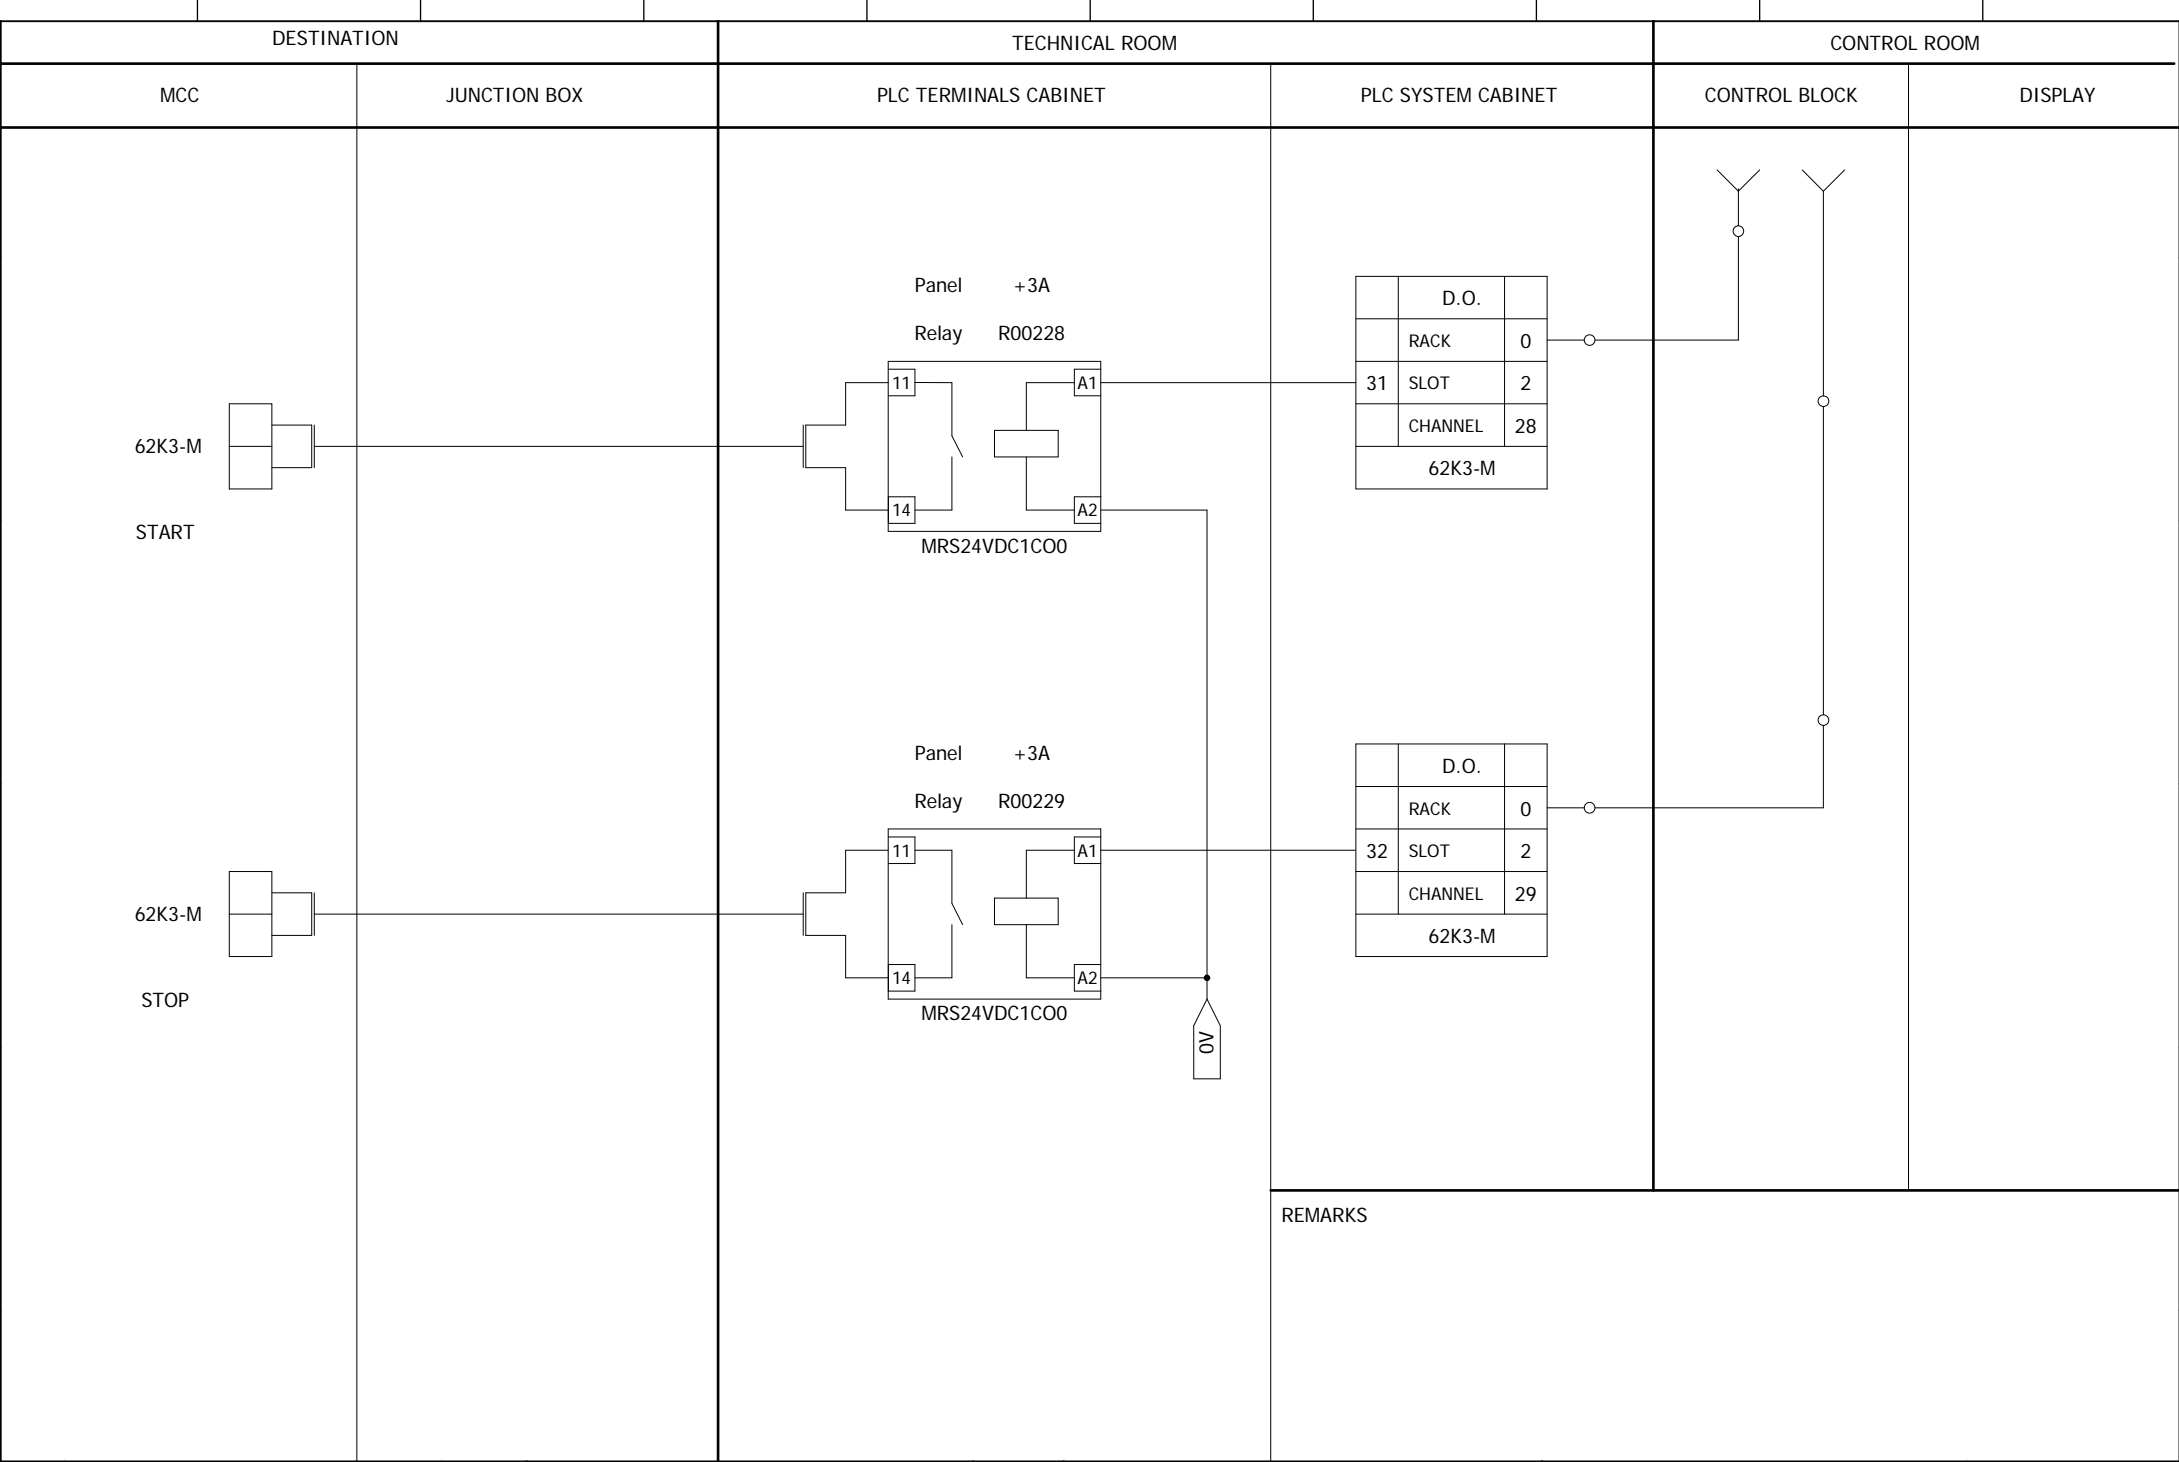 DESTINATION TECHNICAL ROOM CONTROL ROOM
MCC JUNCTION BOX PLC TERMINALS CABINET PLC SYSTEM CABINET CONTROL BLOCK DISPLAY
Panel +3A
Relay R00228
D.O.
RACK 0
11 A1 31 SLOT 2
CHANNEL 28
62K3-M
62K3-M
14 A2
START
MRS24VDC1CO0
Panel +3A
Relay R00229
D.O.
RACK 0
11 A1 32 SLOT 2
CHANNEL 29
62K3-M
62K3-M
14 A2
STOP
MRS24VDC1CO0
0V
REMARKS